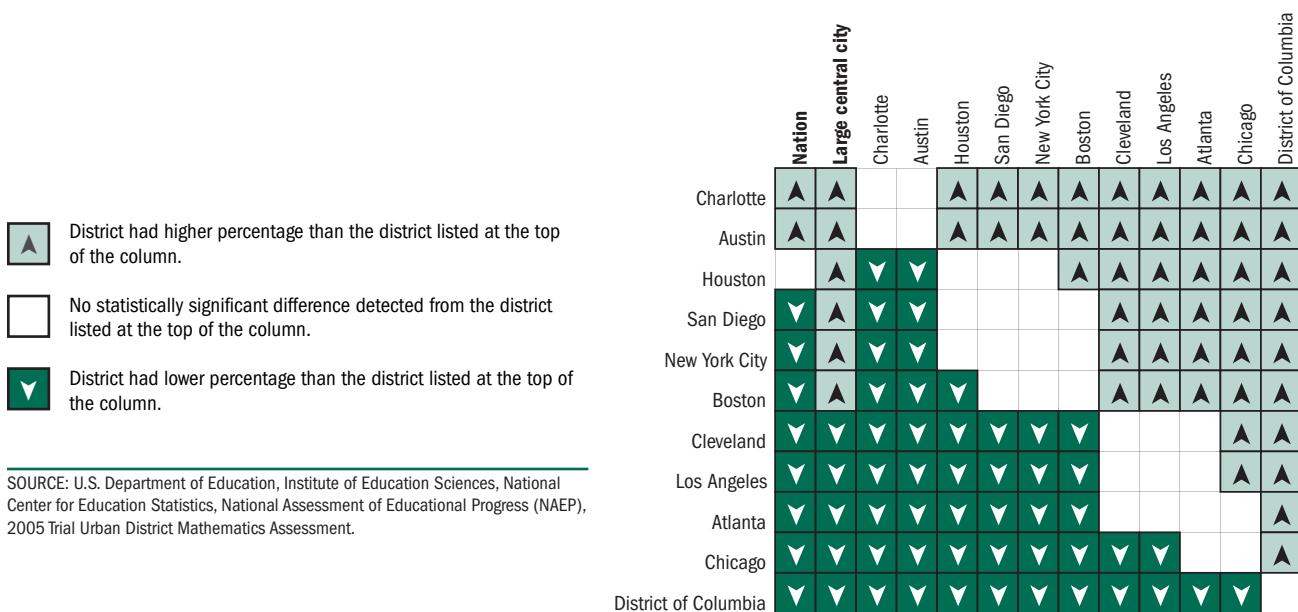 Nation
Large central city
Charlotte
Austin
Houston
San Diego
New York City
Boston
Cleveland
Los Angeles
Atlanta
Chicago
District of Columbia
District had higher percentage than the district listed at the top
of the column.
No statistically significant difference detected from the district
listed at the top of the column.
District had lower percentage than the district listed at the top of
the column.
SOURCE: U.S. Department of Education, Institute of Education Sciences, National
Center for Education Statistics, National Assessment of Educational Progress (NAEP),
2005 Trial Urban District Mathematics Assessment.
Charlotte
Austin
Houston
San Diego
New York City
Boston
Cleveland
Los Angeles
Atlanta
Chicago
District of Columbia